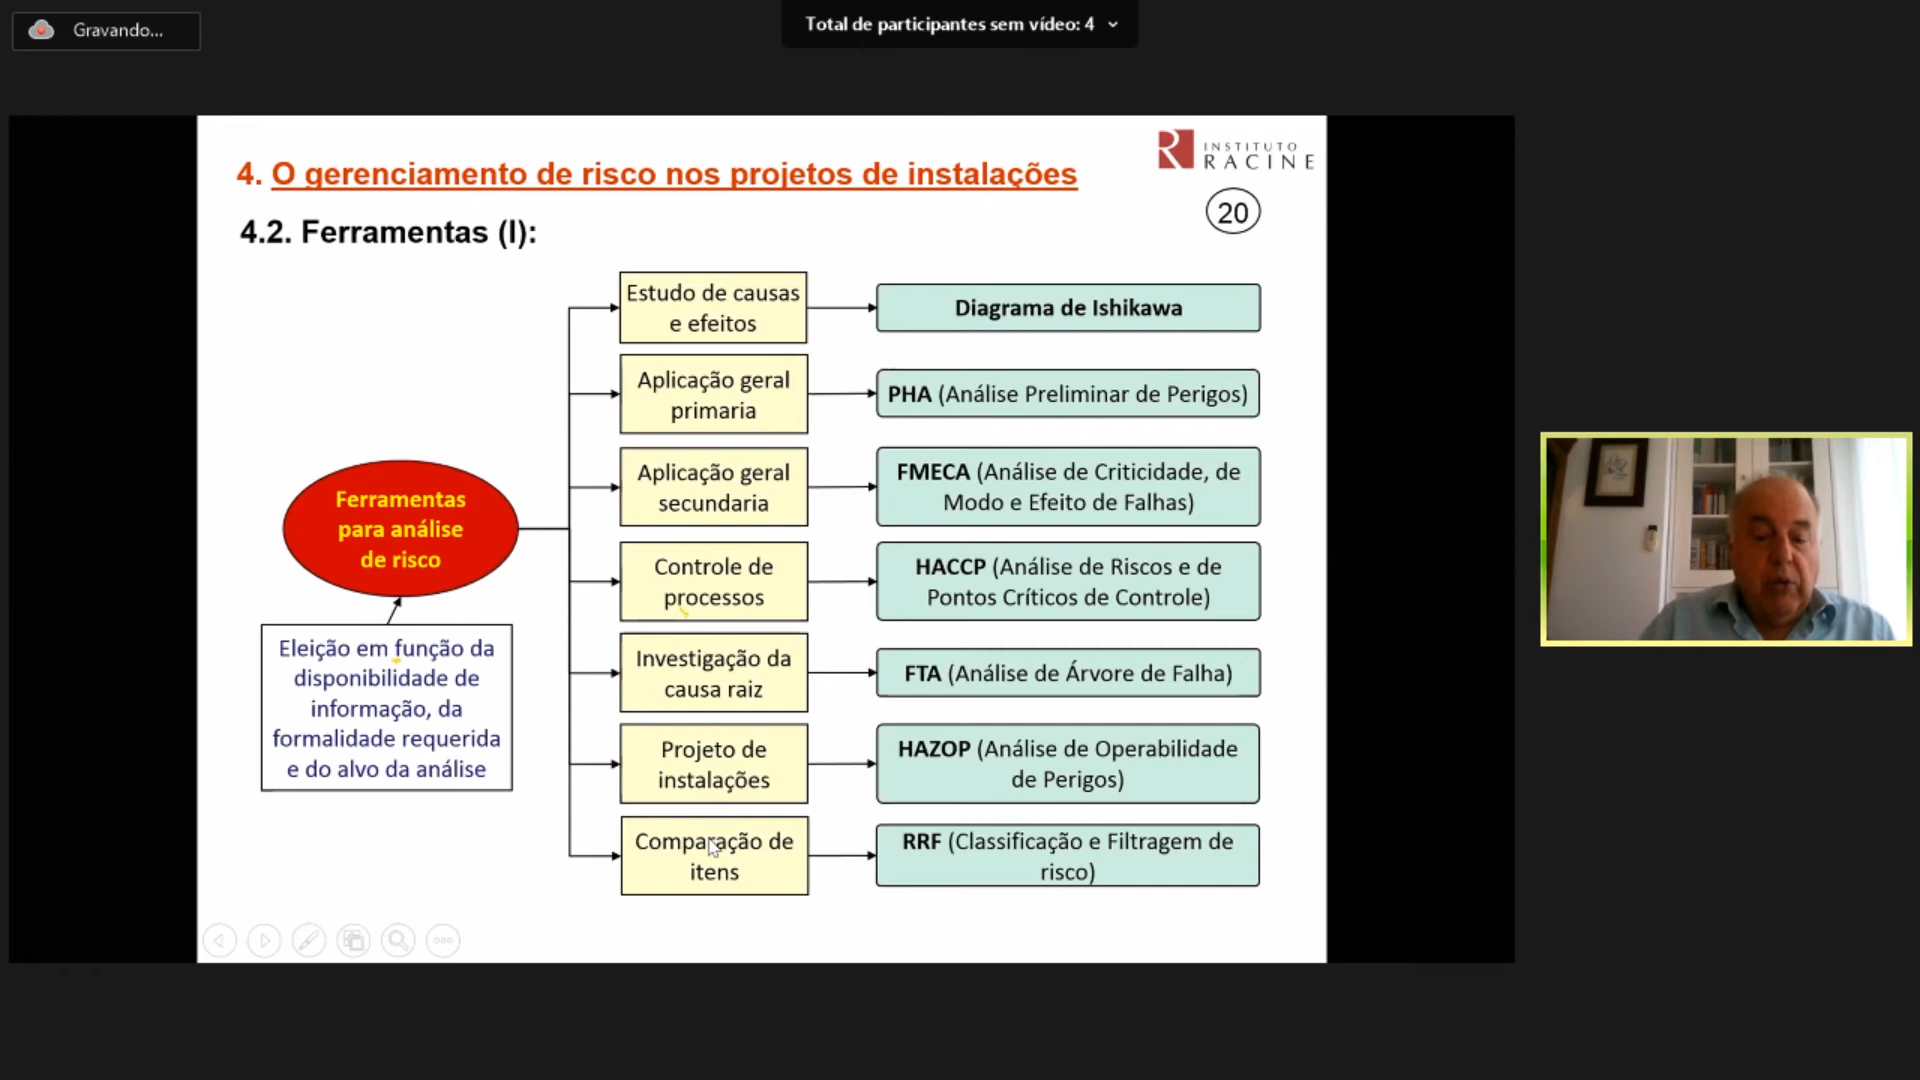 Gravando...
Total de participantes sem vídeo: 4
INSTITUTO
RACINE
4. O gerenciamento de risco nos projetos de instalações
20
4.2. Ferramentas (I):
Ferramentas
para análise
de risco
Eleição em função da
disponibilidade de
informação, da
formalidade requerida
e do alvo da análise
Estudo de causas
e efeitos
Diagrama de Ishikawa
Aplicação geral
primaria
PHA (Análise Preliminar de Perigos)
Aplicação geral
secundaria
FMECA (Análise de Criticidade, de
Modo e Efeito de Falhas)
Controle de
processos
HACCP (Análise de Riscos e de
Pontos Críticos de Controle)
Investigação da
causa raiz
FTA (Análise de Árvore de Falha)
Projeto de
instalações
HAZOP (Análise de Operabilidade
de Perigos)
Comparação de
itens
RRF (Classificação e Filtragem de
risco)